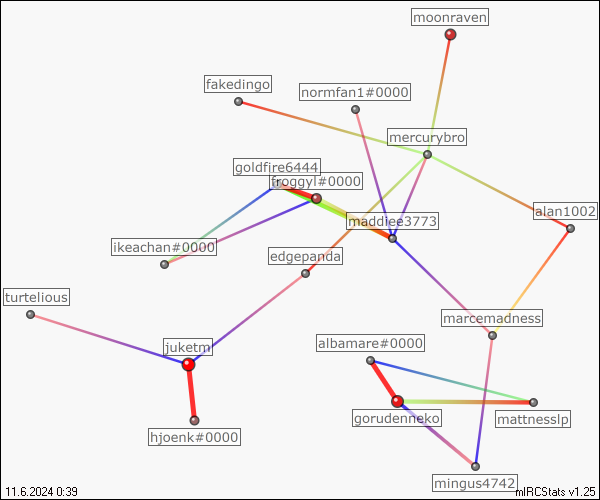 moonraven
fakedingo
normfan1#0000
mercurybro
goldfire6444
froggyl#0000
alan1002
maddiee3773
ikeachan#0000
edgepanda
turtelious
marcemadness
juketm
albamare#0000
gorudenneko
mattnesslp
hjoenk#0000
mingus4742
11.6.2024 0:39
mIRCStats v1.25